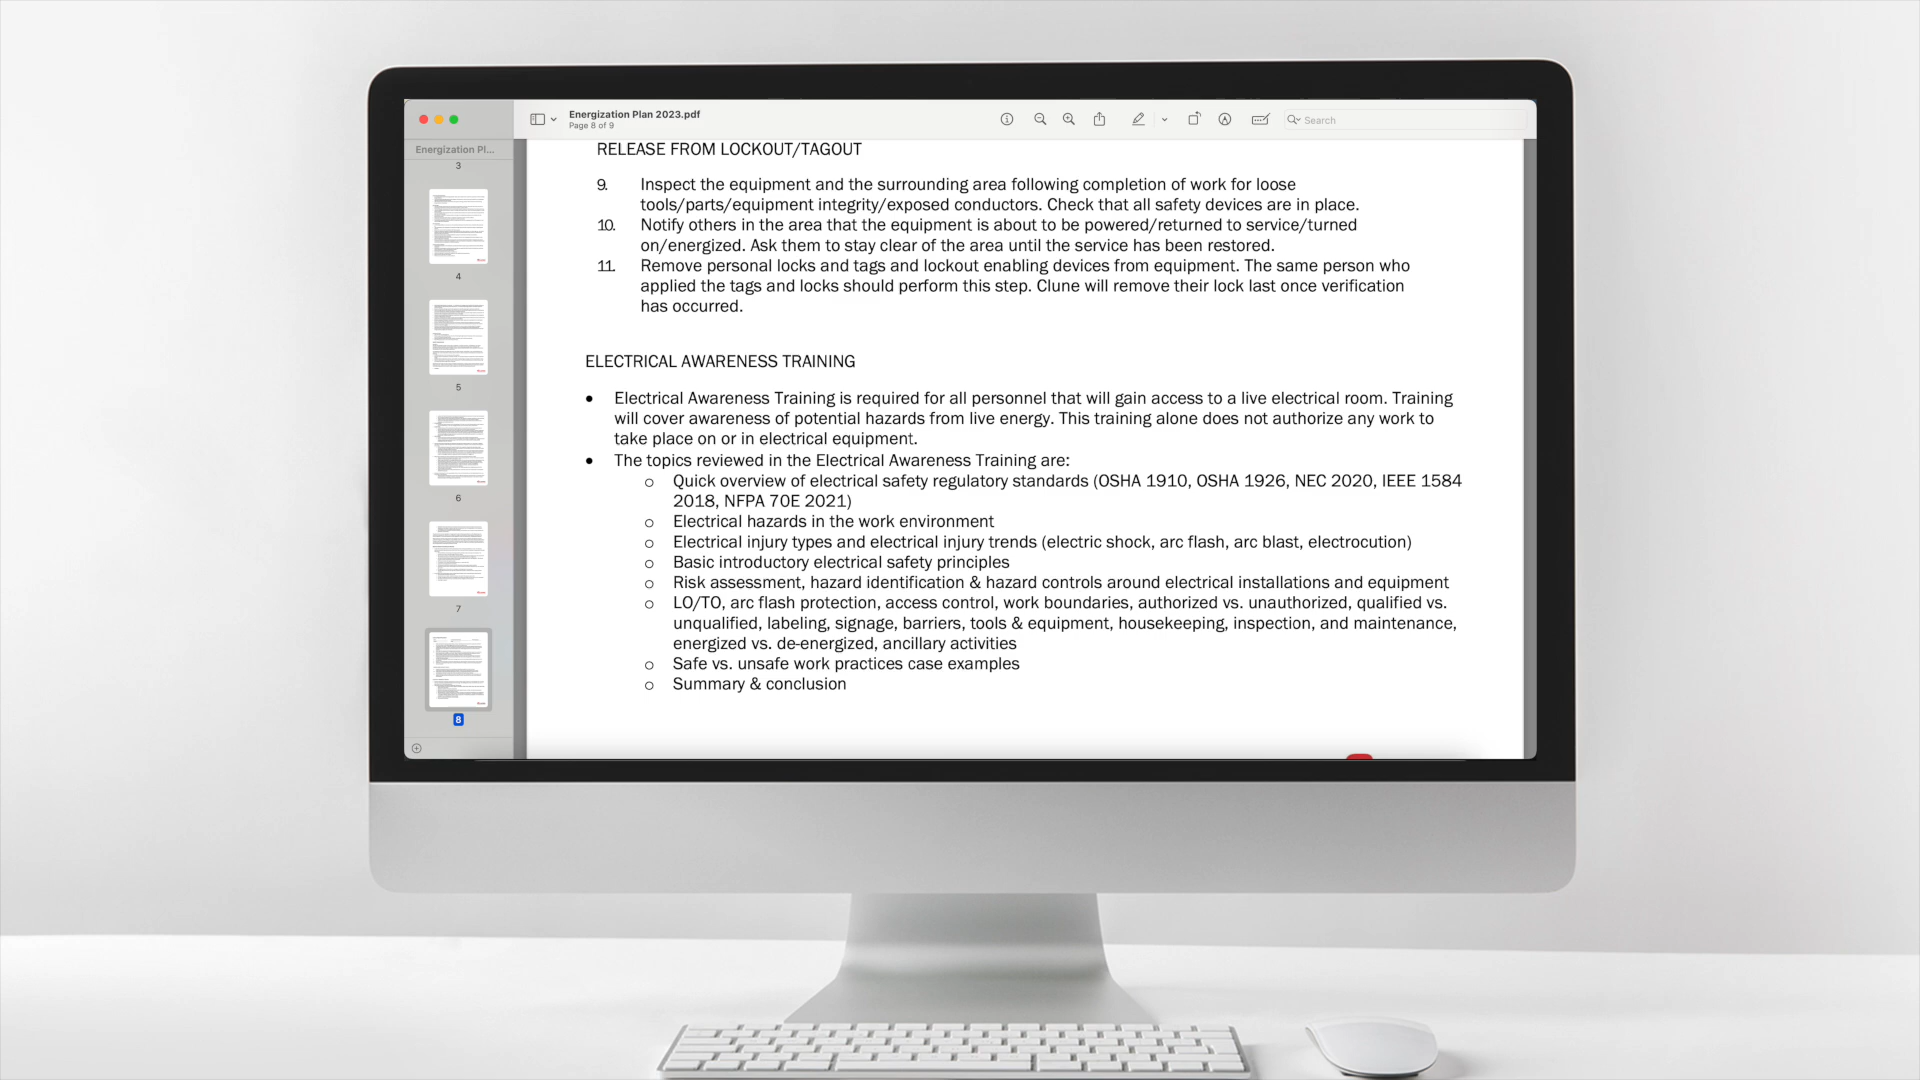 Energization Plan 2023.pdf
Page 8 of 9
Search
Energization Pl...
3
4
5
6
7
8
RELEASE FROM LOCKOUT/TAGOUT
9. Inspect the equipment and the surrounding area following completion of work for loose
tools/parts/equipment integrity/exposed conductors. Check that all safety devices are in place.
10. Notify others in the area that the equipment is about to be powered/returned to service/turned
on/energized. Ask them to stay clear of the area until the service has been restored.
11. Remove personal locks and tags and lockout enabling devices from equipment. The same person who
applied the tags and locks should perform this step. Clune will remove their lock last once verification
has occurred.
ELECTRICAL AWARENESS TRAINING
• Electrical Awareness Training is required for all personnel that will gain access to a live electrical room. Training
will cover awareness of potential hazards from live energy. This training alone does not authorize any work to
take place on or in electrical equipment.
• The topics reviewed in the Electrical Awareness Training are:
o Quick overview of electrical safety regulatory standards (OSHA 1910, OSHA 1926, NEC 2020, IEEE 1584
2018, NFPA 70E 2021)
o Electrical hazards in the work environment
o Electrical injury types and electrical injury trends (electric shock, arc flash, arc blast, electrocution)
o Basic introductory electrical safety principles
o Risk assessment, hazard identification & hazard controls around electrical installations and equipment
o LO/TO, arc flash protection, access control, work boundaries, authorized vs. unauthorized, qualified vs.
unqualified, labeling, signage, barriers, tools & equipment, housekeeping, inspection, and maintenance,
energized vs. de-energized, ancillary activities
o Safe vs. unsafe work practices case examples
o Summary & conclusion